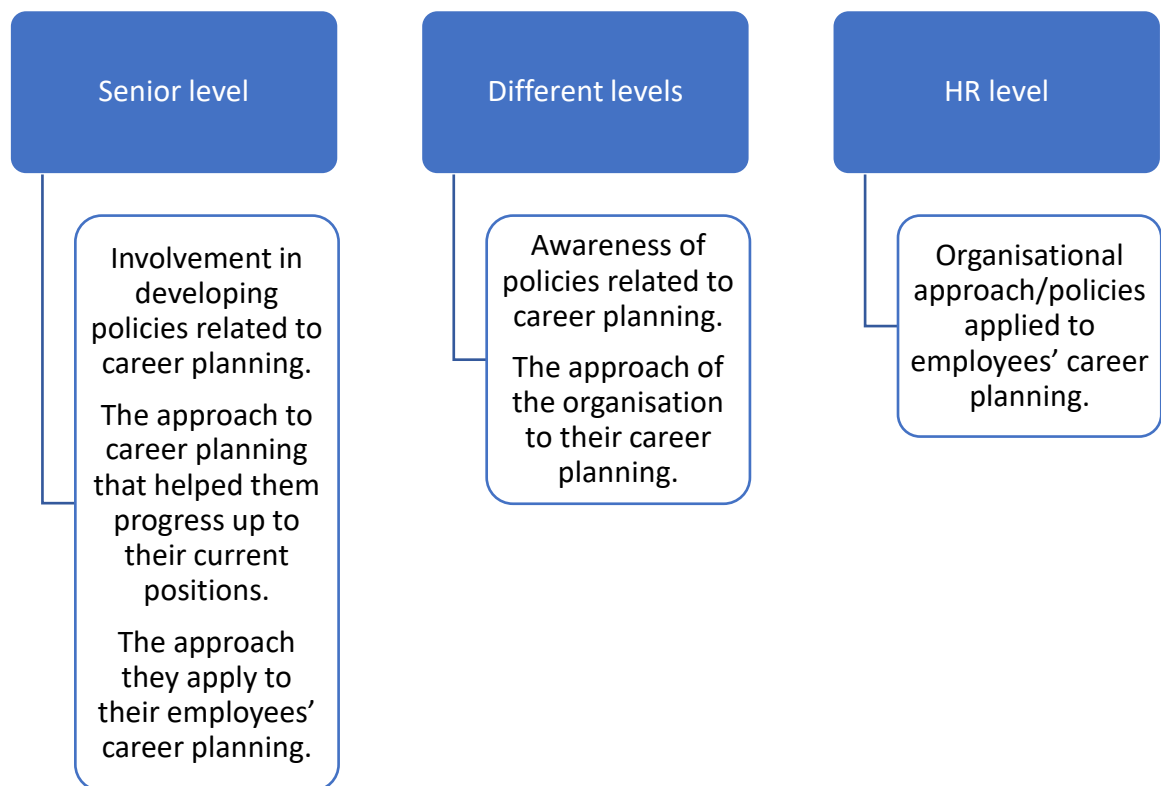 Senior level
Involvement in
developing
policies related to
career planning.
The approach to
career planning
that helped them
progress up to
their current
positions.
The approach
they apply to
their employees’
career planning.
Different levels
Awareness of
policies related to
career planning.
The approach of
the organisation
to their career
planning.
HR level
Organisational
approach/policies
applied to
employees’ career
planning.